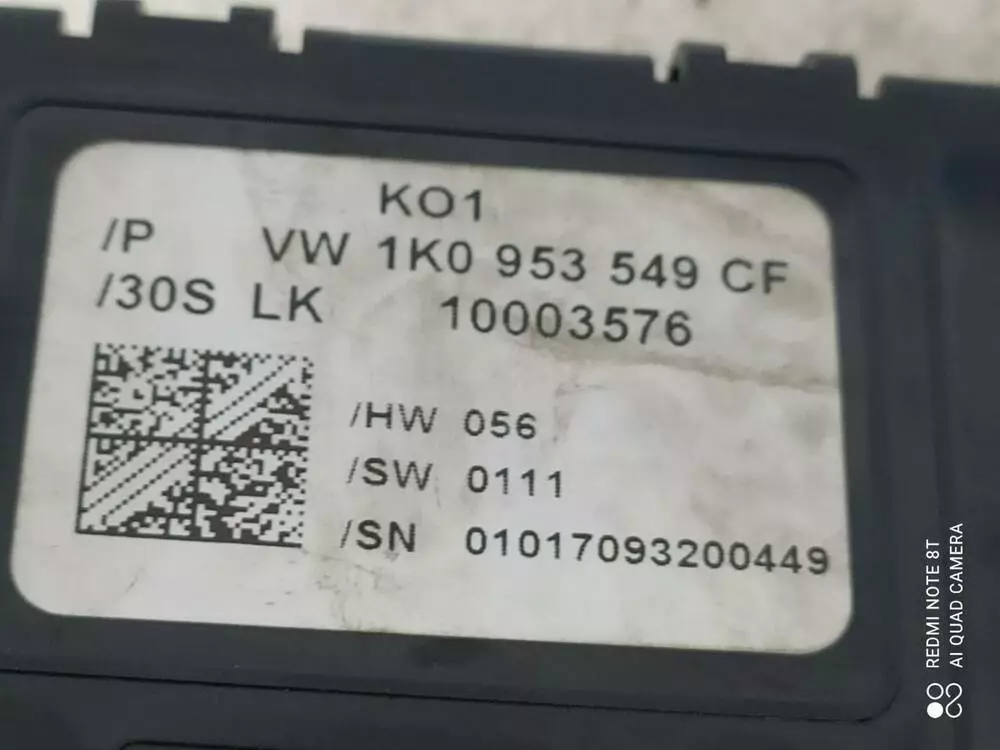 KO1
/P VW 1K0 953 549 CF
/30S LK 10003576
/HW 056
/SW 0111
/SN 01017093200449
REDMI NOTE 8T
AI QUAD CAMERA